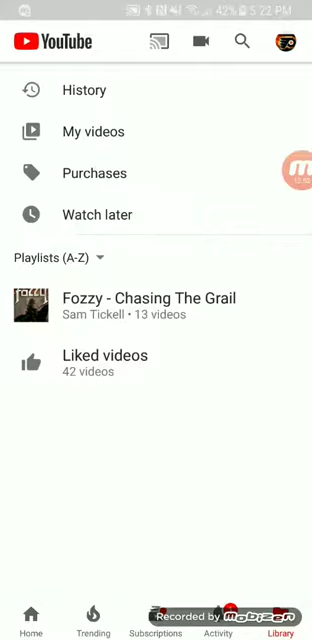 42% 5:22 PM
YouTube
History
My videos
Purchases
Watch later
Playlists (A-Z)
FOZZY
Fozzy - Chasing The Grail
Sam Tickell • 13 videos
Liked videos
42 videos
Recorded by mobizen
Home
Trending
Subscriptions
Activity
Library